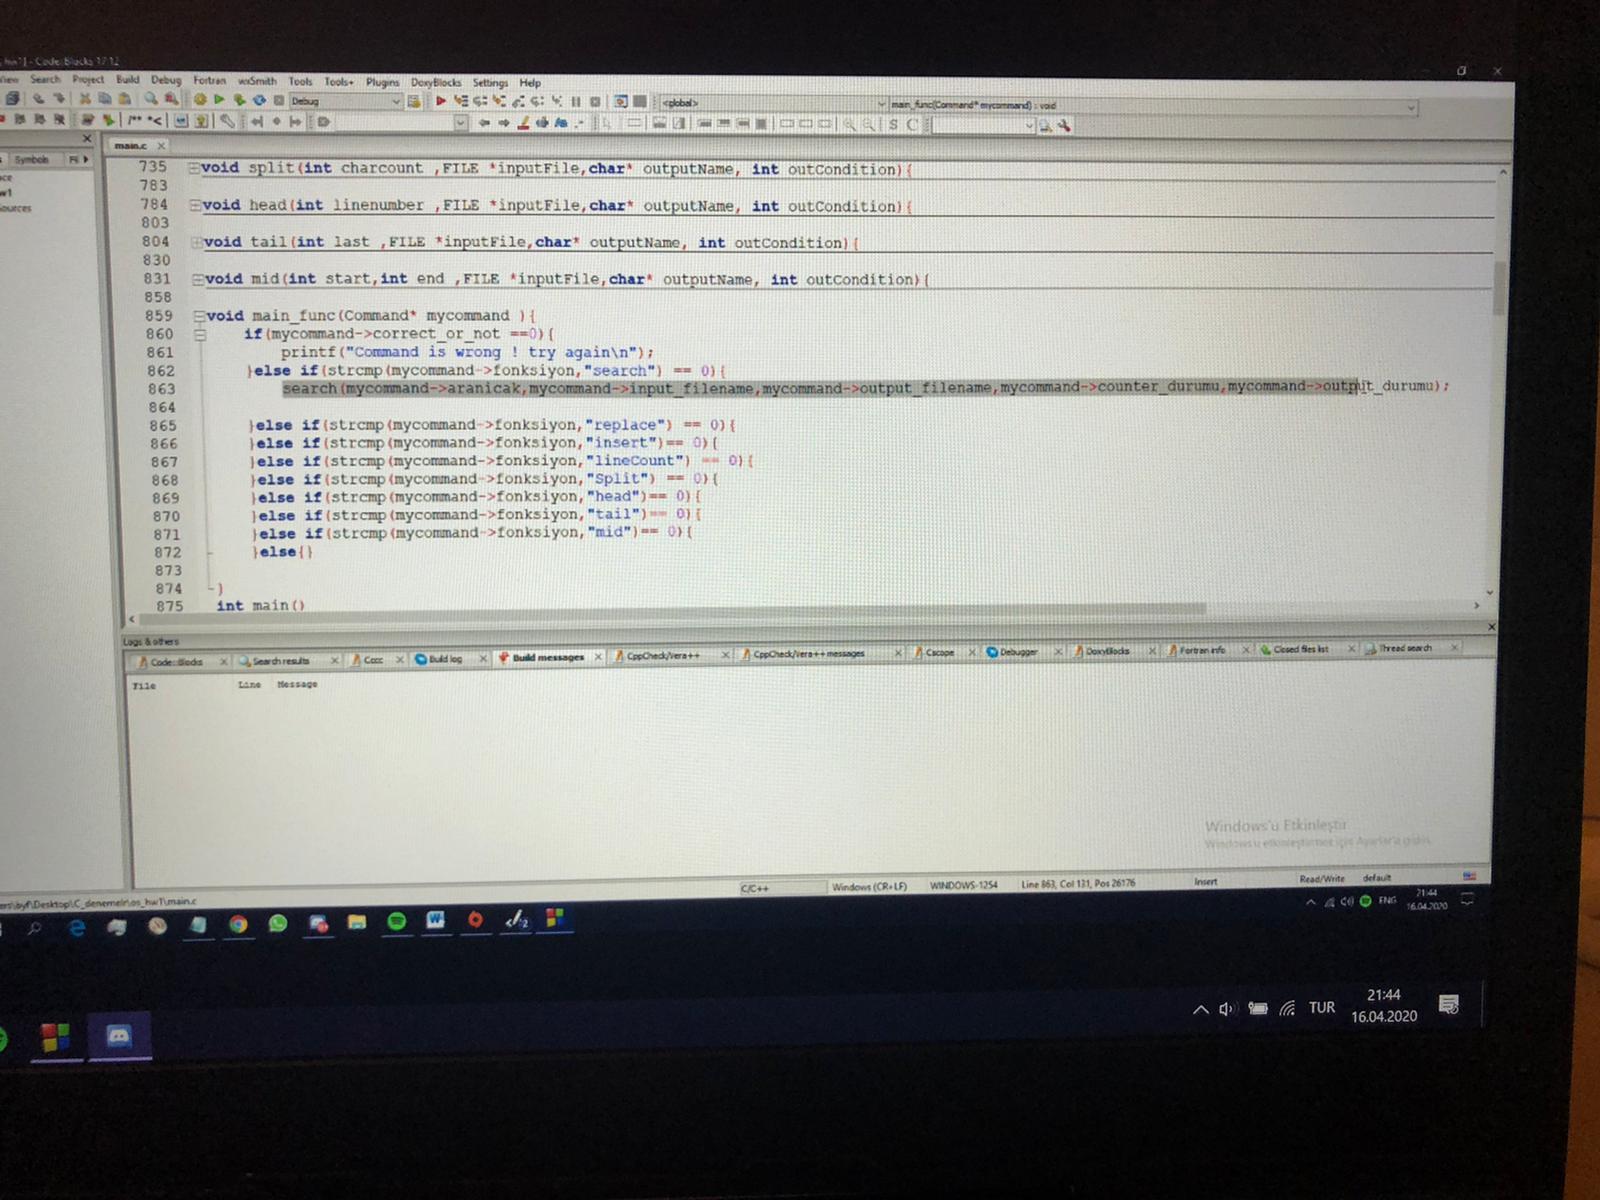 hw1] - Code::Blocks 17.12
View Search Project Build Debug Fortran wxSmith Tools Tools+ Plugins DoxyBlocks Settings Help
Debug <global> main_func(Command* mycommand) : void
/** *< S C
main.c
Symbols
735 void split(int charcount ,FILE *inputFile,char* outputName, int outCondition){
783
784 void head(int linenumber ,FILE *inputFile,char* outputName, int outCondition){
803
804 void tail(int last ,FILE *inputFile,char* outputName, int outCondition){
830
831 void mid(int start,int end ,FILE *inputFile,char* outputName, int outCondition){
858
859 void main_func(Command* mycommand ){
860 if(mycommand->correct_or_not ==0){
861 printf("Command is wrong ! try again\n");
862 }else if(strcmp(mycommand->fonksiyon,"search") == 0){
863 search(mycommand->aranicak,mycommand->input_filename,mycommand->output_filename,mycommand->counter_durumu,mycommand->output_durumu);
864
865 }else if(strcmp(mycommand->fonksiyon,"replace") == 0){
866 }else if(strcmp(mycommand->fonksiyon,"insert")== 0){
867 }else if(strcmp(mycommand->fonksiyon,"lineCount") == 0){
868 }else if(strcmp(mycommand->fonksiyon,"Split") == 0){
869 }else if(strcmp(mycommand->fonksiyon,"head")== 0){
870 }else if(strcmp(mycommand->fonksiyon,"tail")== 0){
871 }else if(strcmp(mycommand->fonksiyon,"mid")== 0){
872 }else{}
873
874 }
875 int main()
Logs & others
Code::Blocks Search results Cccc Build log Build messages CppCheck/Vera++ CppCheck/Vera++ messages Cscope Debugger DoxyBlocks Fortran info Closed files list Thread search
File Line Message
Windows'u Etkinleştir
Windows'u etkinleştirmek için Ayarlar'a gidin.
C/C++ Windows (CR+LF) WINDOWS-1254 Line 863, Col 131, Pos 26176 Insert Read/Write default
ers\byf\Desktop\C_denemeler\os_hw1\main.c
ENG 21:44
16.04.2020
TUR 21:44
16.04.2020